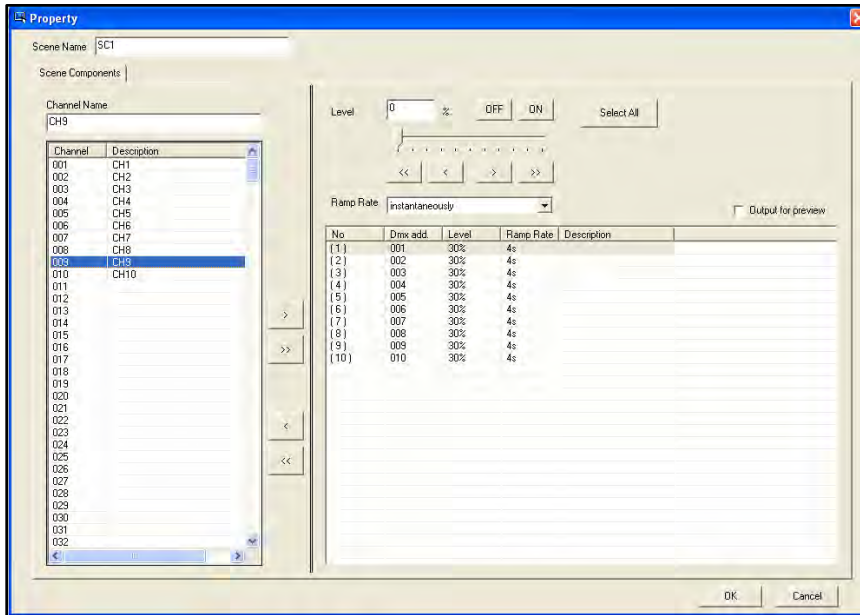 Property
Scene Name SC1
Scene Components
Channel Name
CH9
Channel Description
001 CH1
002 CH2
003 CH3
004 CH4
005 CH5
006 CH6
007 CH7
008 CH8
009 CH9
010 CH10
011
012
013
014
015
016
017
018
019
020
021
022
023
024
025
026
027
028
029
030
031
032
>
>>
<
<<
Level 0 % OFF ON Select All
<< < > >>
Ramp Rate instantaneously Output for preview
No Dmx add. Level Ramp Rate Description
(1) 001 30% 4s
(2) 002 30% 4s
(3) 003 30% 4s
(4) 004 30% 4s
(5) 005 30% 4s
(6) 006 30% 4s
(7) 007 30% 4s
(8) 008 30% 4s
(9) 009 30% 4s
(10) 010 30% 4s
OK Cancel